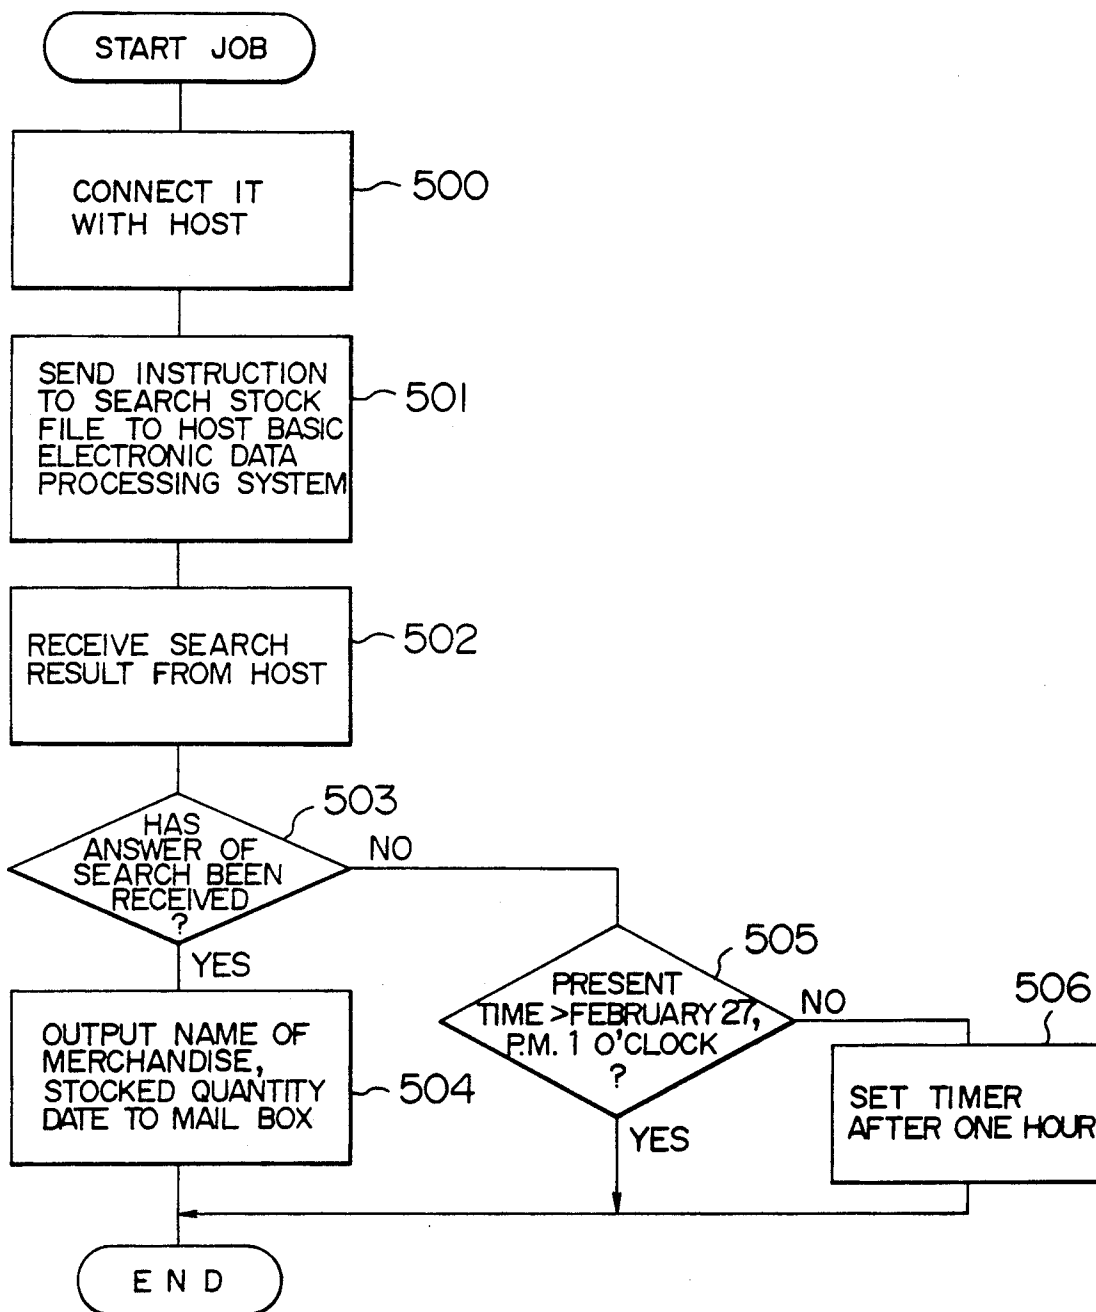 START JOB
CONNECT IT
WITH HOST
500
SEND INSTRUCTION
TO SEARCH STOCK
FILE TO HOST BASIC
ELECTRONIC DATA
PROCESSING SYSTEM
501
RECEIVE SEARCH
RESULT FROM HOST
502
HAS
ANSWER OF
SEARCH BEEN
RECEIVED
?
503
NO
YES
OUTPUT NAME OF
MERCHANDISE,
STOCKED QUANTITY
DATE TO MAIL BOX
504
PRESENT
TIME > FEBRUARY 27,
P.M. 1 O'CLOCK
?
505
NO
YES
506
SET TIMER
AFTER ONE HOUR
END